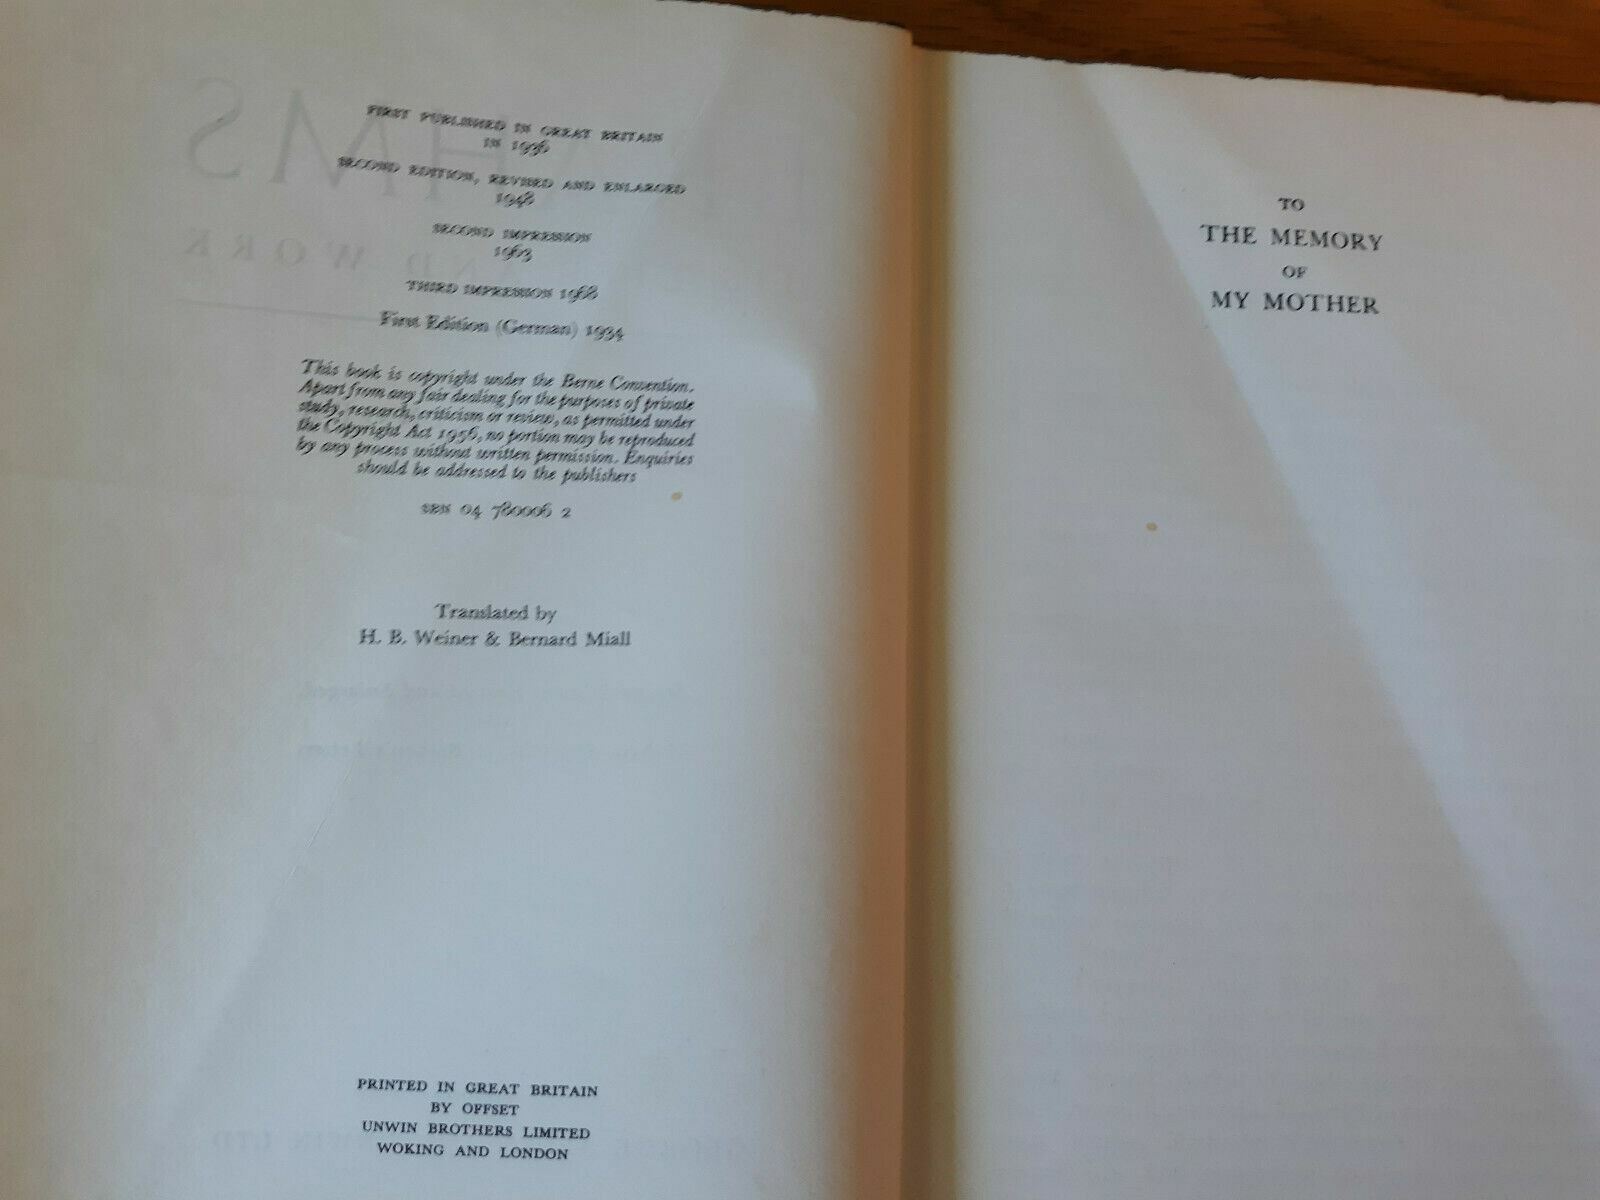 FIRST PUBLISHED IN GREAT BRITAIN
IN 1936
SECOND EDITION, REVISED AND ENLARGED
1948
SECOND IMPRESSION
1963
THIRD IMPRESSION 1968
First Edition (German) 1934
This book is copyright under the Berne Convention.
Apart from any fair dealing for the purposes of private
study, research, criticism or review, as permitted under
the Copyright Act 1956, no portion may be reproduced
by any process without written permission. Enquiries
should be addressed to the publishers
SBN 04 780006 2
Translated by
H. B. Weiner & Bernard Miall
PRINTED IN GREAT BRITAIN
BY OFFSET
UNWIN BROTHERS LIMITED
WOKING AND LONDON
TO
THE MEMORY
OF
MY MOTHER